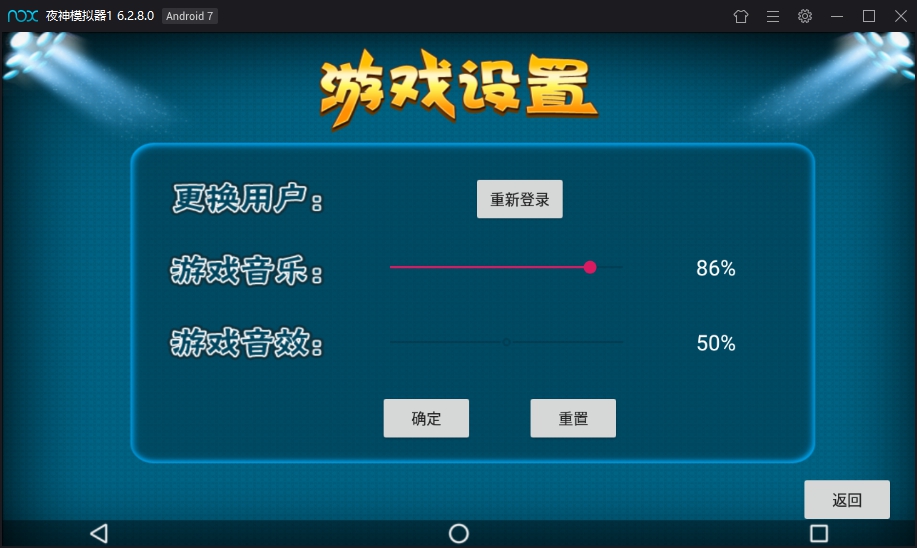 nox 夜神模拟器1 6.2.8.0 Android 7
游戏设置
更换用户：
重新登录
游戏音乐：
86%
游戏音效：
50%
确定
重置
返回